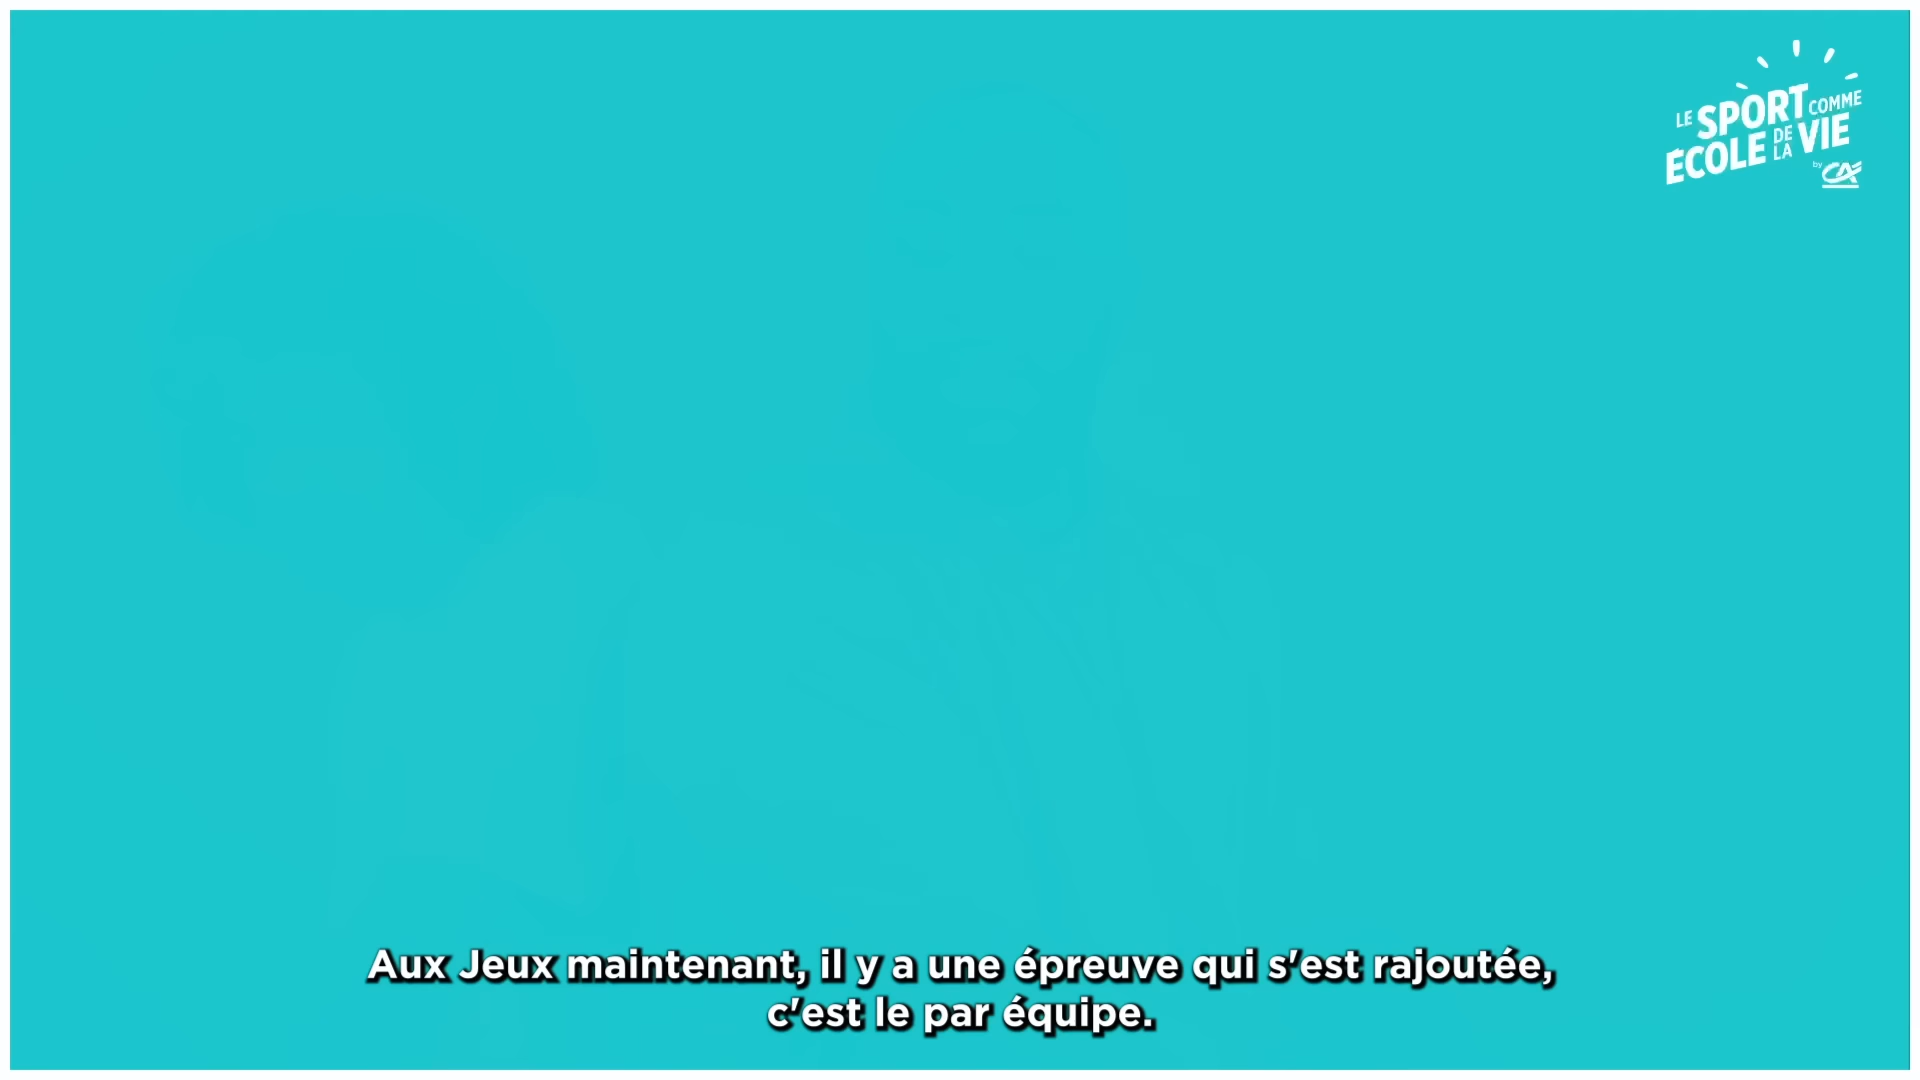 LE SPORT COMME
ÉCOLE DE LA VIE
by CA
Aux Jeux maintenant, il y a une épreuve qui s'est rajoutée,
c'est le par équipe.